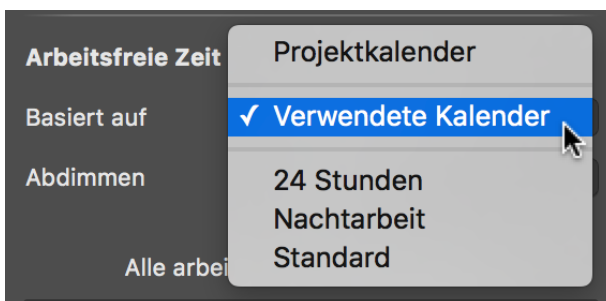 Arbeitsfreie Zeit
Projektkalender
Basiert auf
✓ Verwendete Kalender
Abdimmen
24 Stunden
Nachtarbeit
Standard
Alle arbei